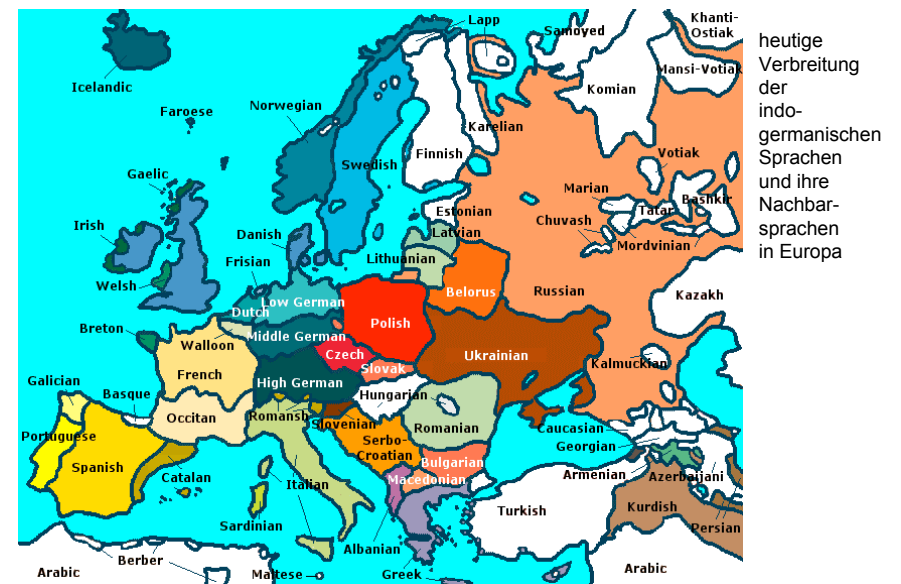 heutige
Verbreitung
der
indo-
germanischen
Sprachen
und ihre
Nachbar-
sprachen
in Europa
Lapp
Samoyed
Khanti-
Ostiak
Icelandic
Komian
Mansi-Votiak
Faroese
Norwegian
Karelian
Swedish
Finnish
Votiak
Gaelic
Marian
Bashkir
Irish
Estonian
Tatar
Chuvash
Danish
Latvian
Mordvinian
Frisian
Lithuanian
Welsh
Low German
Belorus
Russian
Kazakh
Dutch
Breton
Polish
Middle German
Walloon
Czech
Ukrainian
Kalmuckian
French
Slovak
Galician
High German
Basque
Hungarian
Occitan
Romansh
Slovenian
Romanian
Caucasian
Portuguese
Serbo-
Croatian
Georgian
Spanish
Bulgarian
Catalan
Macedonian
Armenian
Azerbaijani
Italian
Turkish
Kurdish
Sardinian
Persian
Albanian
Berber
Arabic
Maltese
Greek
Arabic